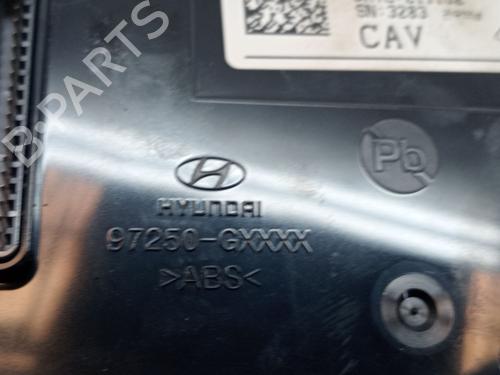 SN:3283
CAV
Pb
HYUNDAI
97250-GXXXX
>ABS<
B-PARTS